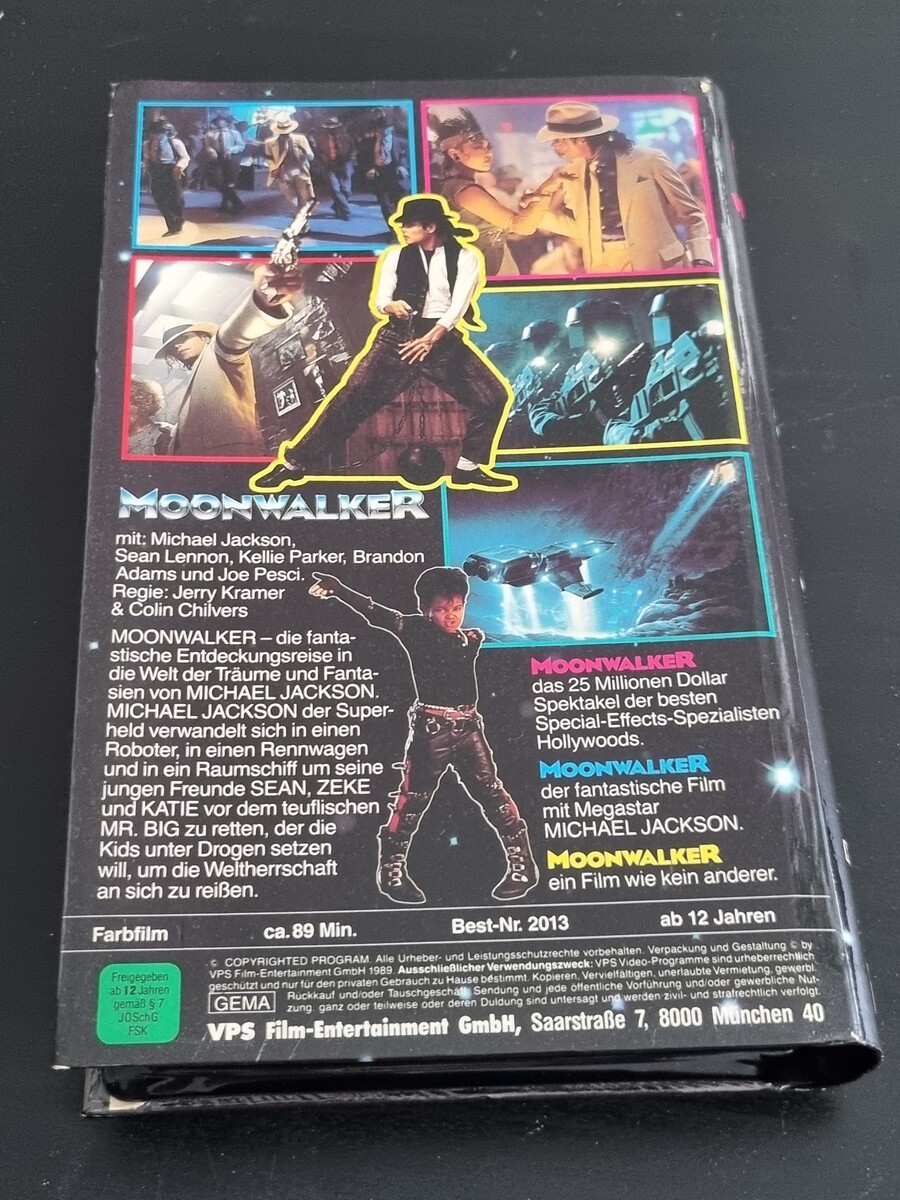 MOONWALKER
mit: Michael Jackson,
Sean Lennon, Kellie Parker, Brandon
Adams und Joe Pesci.
Regie: Jerry Kramer
& Colin Chilvers
MOONWALKER – die fanta-
stische Entdeckungsreise in
die Welt der Träume und Fanta-
sien von MICHAEL JACKSON.
MICHAEL JACKSON der Super-
held verwandelt sich in einen
Roboter, in einen Rennwagen
und in ein Raumschiff um seine
jungen Freunde SEAN, ZEKE
und KATIE vor dem teuflischen
MR. BIG zu retten, der die
Kids unter Drogen setzen
will, um die Weltherrschaft
an sich zu reißen.
MOONWALKER
das 25 Millionen Dollar
Spektakel der besten
Special-Effects-Spezialisten
Hollywoods.
MOONWALKER
der fantastische Film
mit Megastar
MICHAEL JACKSON.
MOONWALKER
ein Film wie kein anderer.
Farbfilm ca. 89 Min. Best-Nr. 2013 ab 12 Jahren
Freigegeben
ab 12 Jahren
gemäß § 7
JÖSchG
FSK
© COPYRIGHTED PROGRAM. Alle Urheber- und Leistungsschutzrechte vorbehalten. Verpackung und Gestaltung © by
VPS Film-Entertainment GmbH 1989. Ausschließlicher Verwendungszweck: VPS Video-Programme sind urheberrechtlich
geschützt und nur für den privaten Gebrauch zu Hause bestimmt. Kopieren, Vervielfältigen, unerlaubte Vermietung, gewerbl.
GEMA Rückkauf und/oder Tauschgeschäft, Sendung und jede öffentliche Vorführung und/oder gewerbliche Nut-
zung, ganz oder teilweise oder deren Duldung sind untersagt und werden zivil- und strafrechtlich verfolgt.
VPS Film-Entertainment GmbH, Saarstraße 7, 8000 München 40